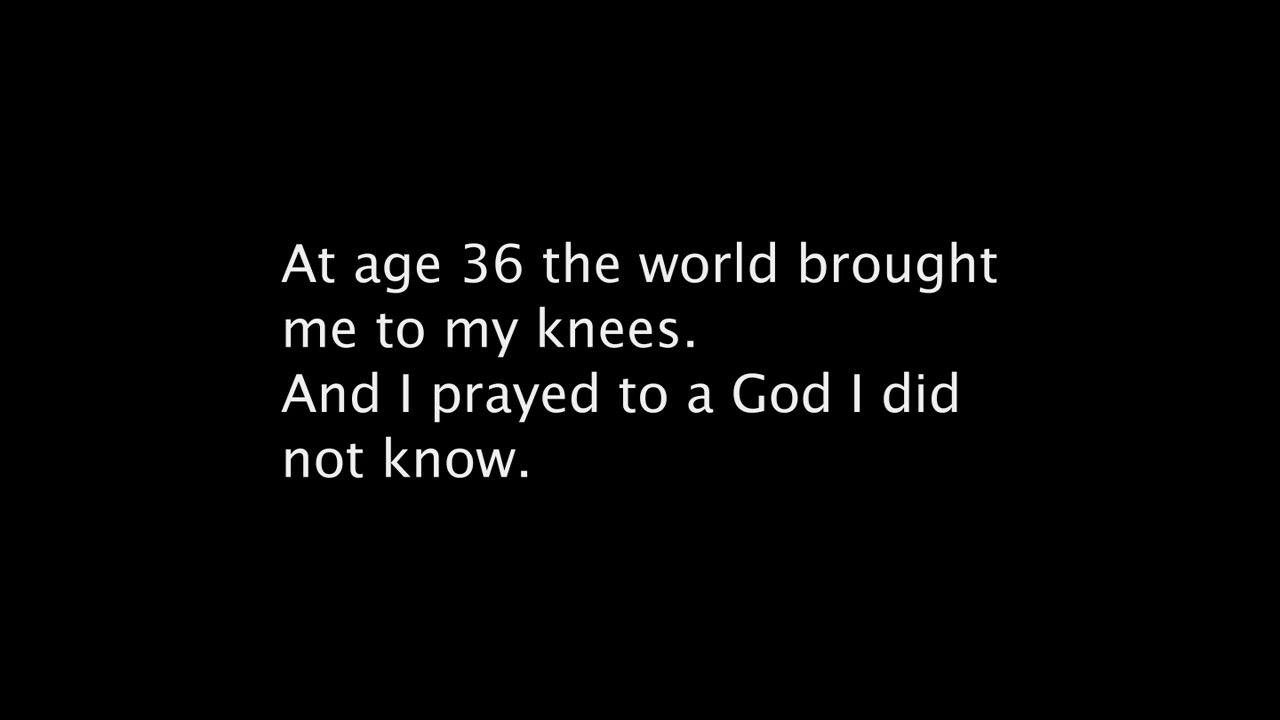 At age 36 the world brought
me to my knees.
And I prayed to a God I did
not know.